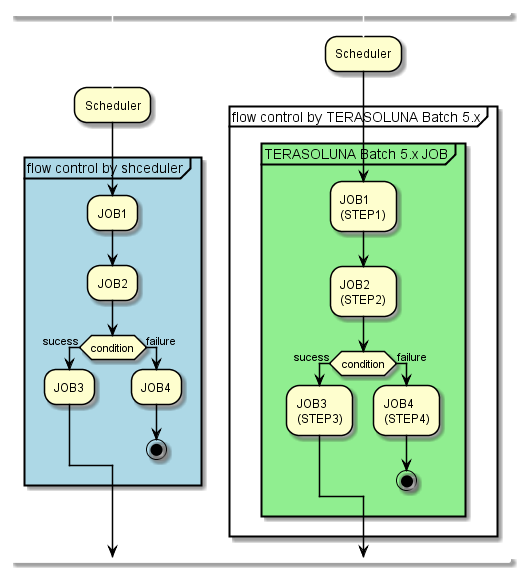 Scheduler
flow control by shceduler
JOB1
JOB2
condition
sucess
failure
JOB3
JOB4
Scheduler
flow control by TERASOLUNA Batch 5.x
TERASOLUNA Batch 5.x JOB
JOB1
(STEP1)
JOB2
(STEP2)
condition
sucess
failure
JOB3
(STEP3)
JOB4
(STEP4)